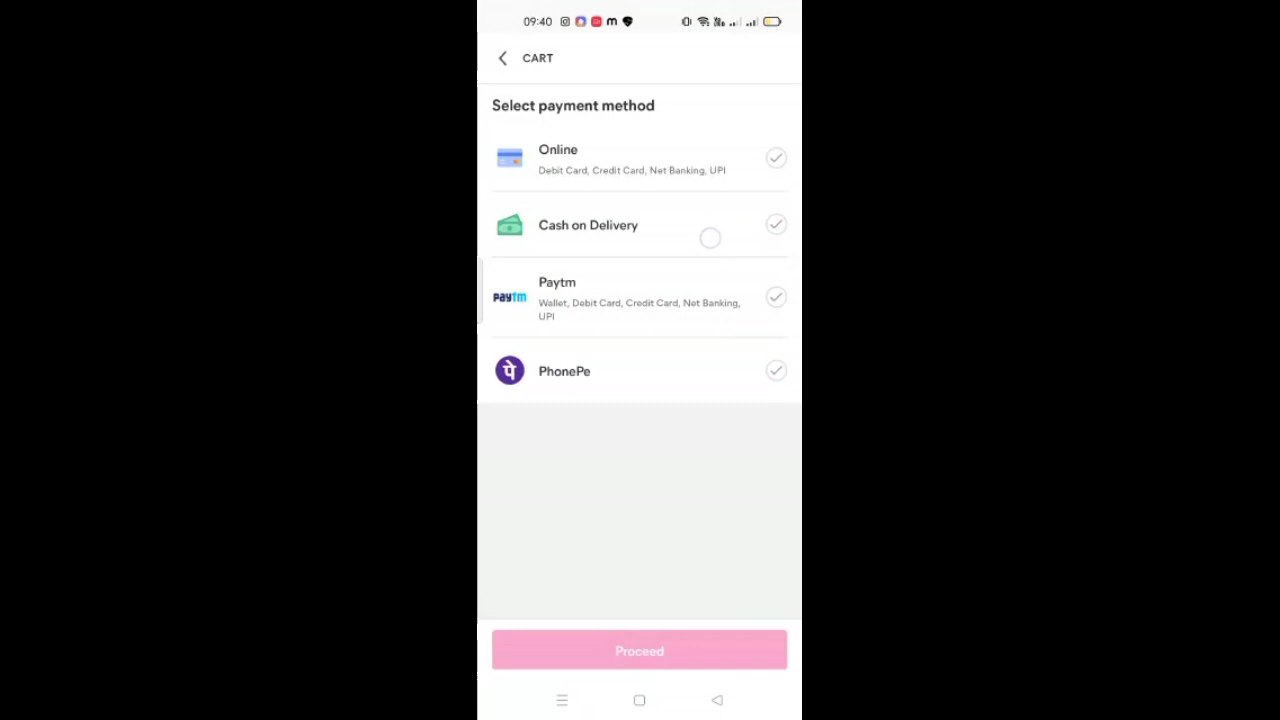 09:40
CART
Select payment method
Online
Debit Card, Credit Card, Net Banking, UPI
Cash on Delivery
paytm
Paytm
Wallet, Debit Card, Credit Card, Net Banking,
UPI
पे
PhonePe
Proceed